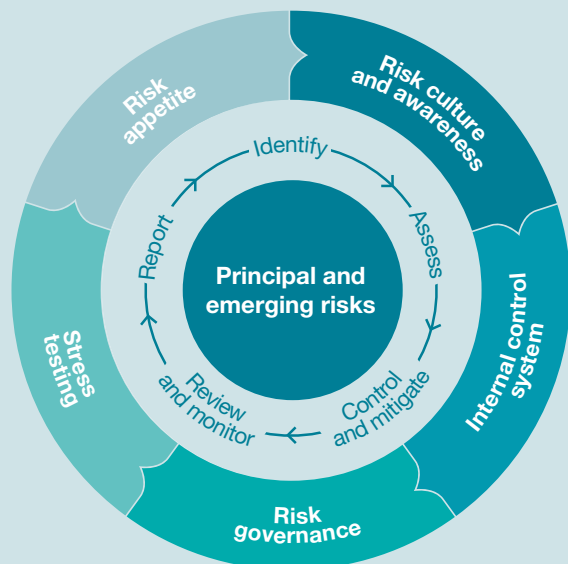 Risk culture
and awareness
Internal control
system
Risk
governance
Stress
testing
Risk
appetite
Identify
Assess
Control
and mitigate
Review
and monitor
Report
Principal and
emerging risks